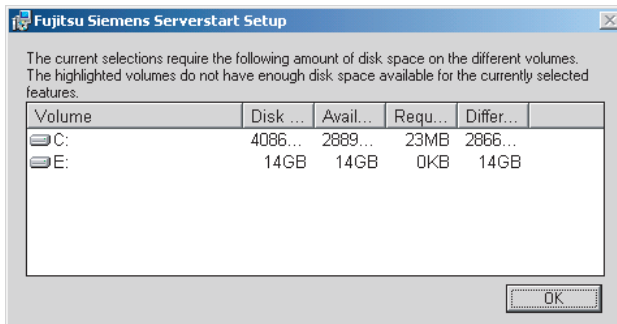 Fujitsu Siemens Serverstart Setup
The current selections require the following amount of disk space on the different volumes.
The highlighted volumes do not have enough disk space available for the currently selected
features.
Volume Disk ... Avail... Requ... Differ...
C: 4086... 2889... 23MB 2866...
E: 14GB 14GB 0KB 14GB
OK